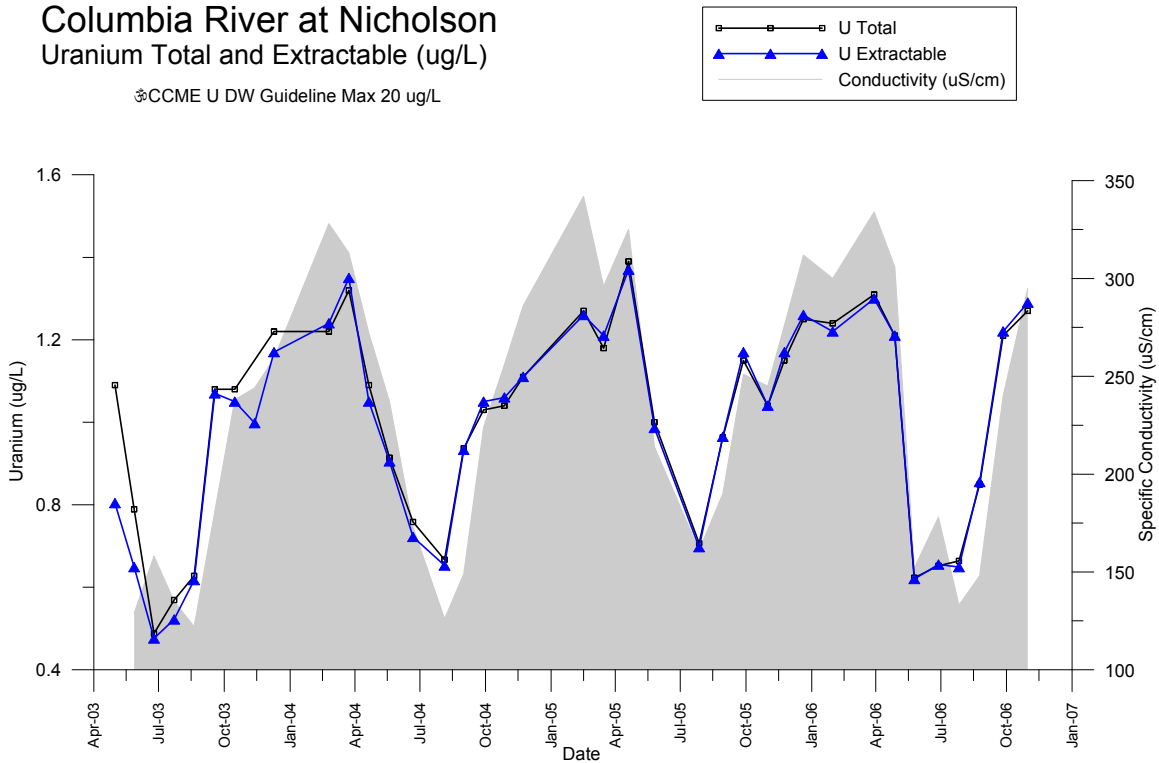 Columbia River at Nicholson
Uranium Total and Extractable (ug/L)
ॐCCME U DW Guideline Max 20 ug/L
U Total
U Extractable
Conductivity (uS/cm)
Uranium (ug/L)
1.6
1.2
0.8
0.4
350
300
250
200
150
100
Specific Conductivity (uS/cm)
Apr-03
Jul-03
Oct-03
Jan-04
Apr-04
Jul-04
Oct-04
Jan-05
Apr-05
Jul-05
Oct-05
Jan-06
Apr-06
Jul-06
Oct-06
Jan-07
Date